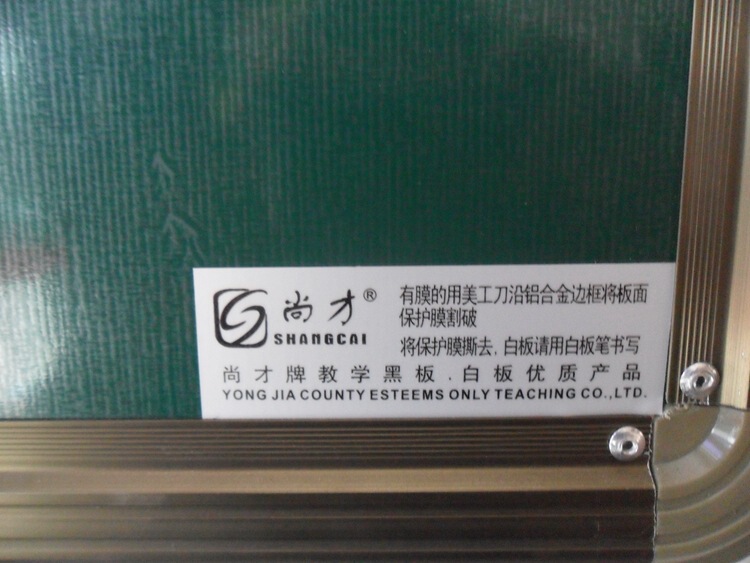 尚才®
SHANGCAI
有膜的用美工刀沿铝合金边框将板面
保护膜割破
将保护膜撕去，白板请用白板笔书写
尚才牌教学黑板、白板优质产品
YONG JIA COUNTY ESTEEMS ONLY TEACHING CO.,LTD.